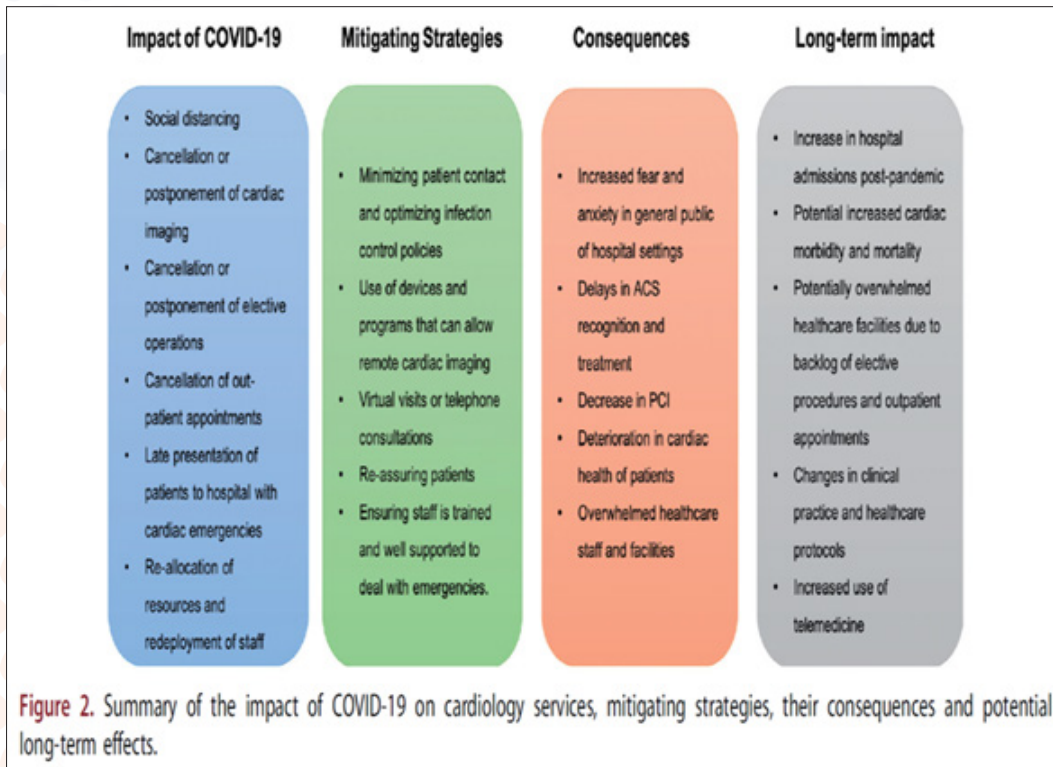 Impact of COVID-19
Mitigating Strategies
Consequences
Long-term impact
• Social distancing
• Cancellation or
postponement of cardiac
imaging
• Cancellation or
postponement of elective
operations
• Cancellation of out-
patient appointments
• Late presentation of
patients to hospital with
cardiac emergencies
• Re-allocation of
resources and
redeployment of staff
• Minimizing patient contact
and optimizing infection
control policies
• Use of devices and
programs that can allow
remote cardiac imaging
• Virtual visits or telephone
consultations
• Re-assuring patients
• Ensuring staff is trained
and well supported to
deal with emergencies.
• Increased fear and
anxiety in general public
of hospital settings
• Delays in ACS
recognition and
treatment
• Decrease in PCI
• Deterioration in cardiac
health of patients
• Overwhelmed healthcare
staff and facilities
• Increase in hospital
admissions post-pandemic
• Potential increased cardiac
morbidity and mortality
• Potentially overwhelmed
healthcare facilities due to
backlog of elective
procedures and outpatient
appointments
• Changes in clinical
practice and healthcare
protocols
• Increased use of
telemedicine
Figure 2. Summary of the impact of COVID-19 on cardiology services, mitigating strategies, their consequences and potential
long-term effects.